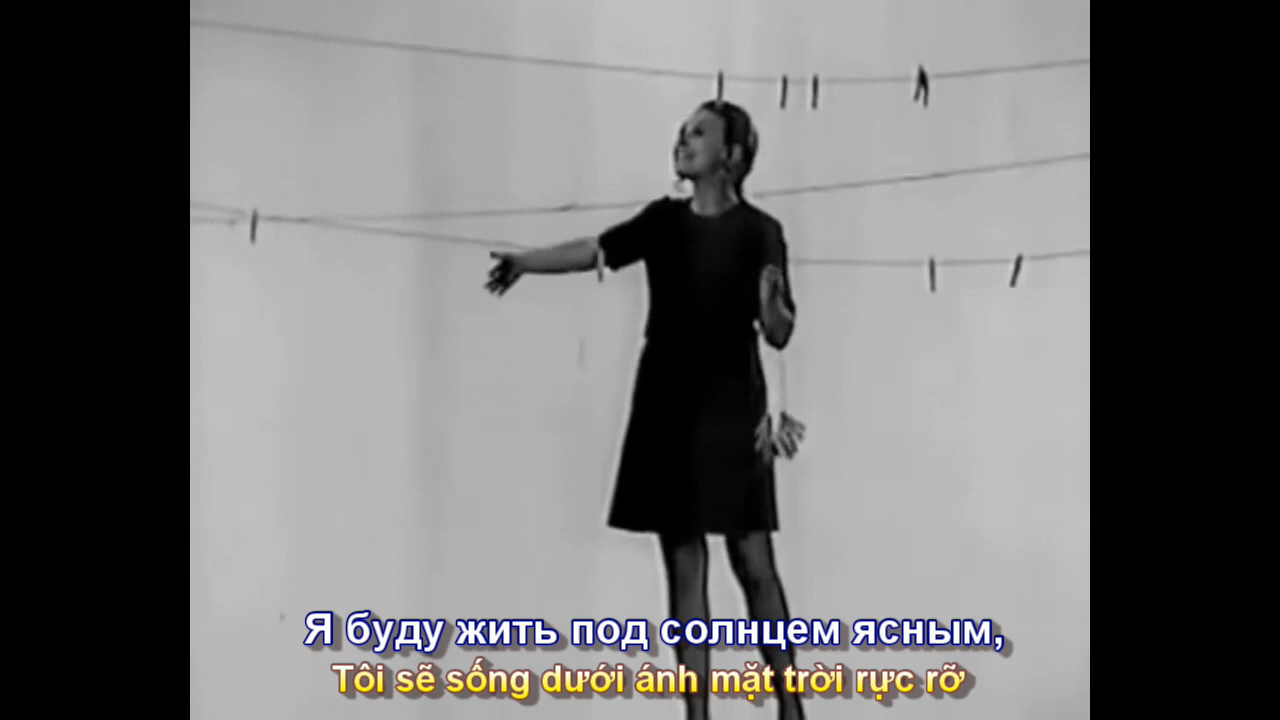 Я буду жить под солнцем ясным,
Tôi sẽ sống dưới ánh mặt trời rực rỡ